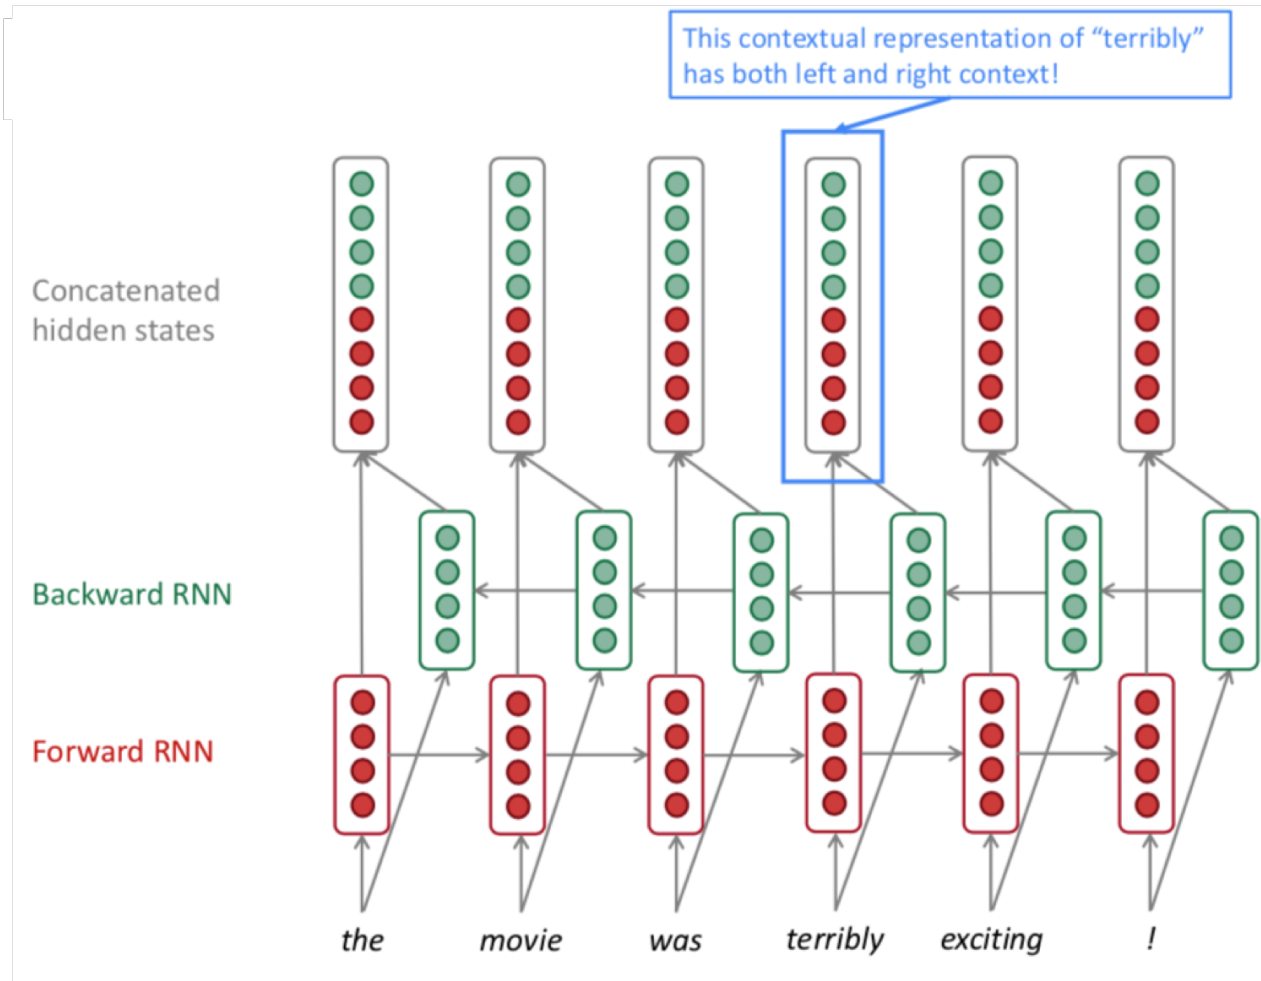 This contextual representation of “terribly”
has both left and right context!
Concatenated
hidden states
Backward RNN
Forward RNN
the movie was terribly exciting !